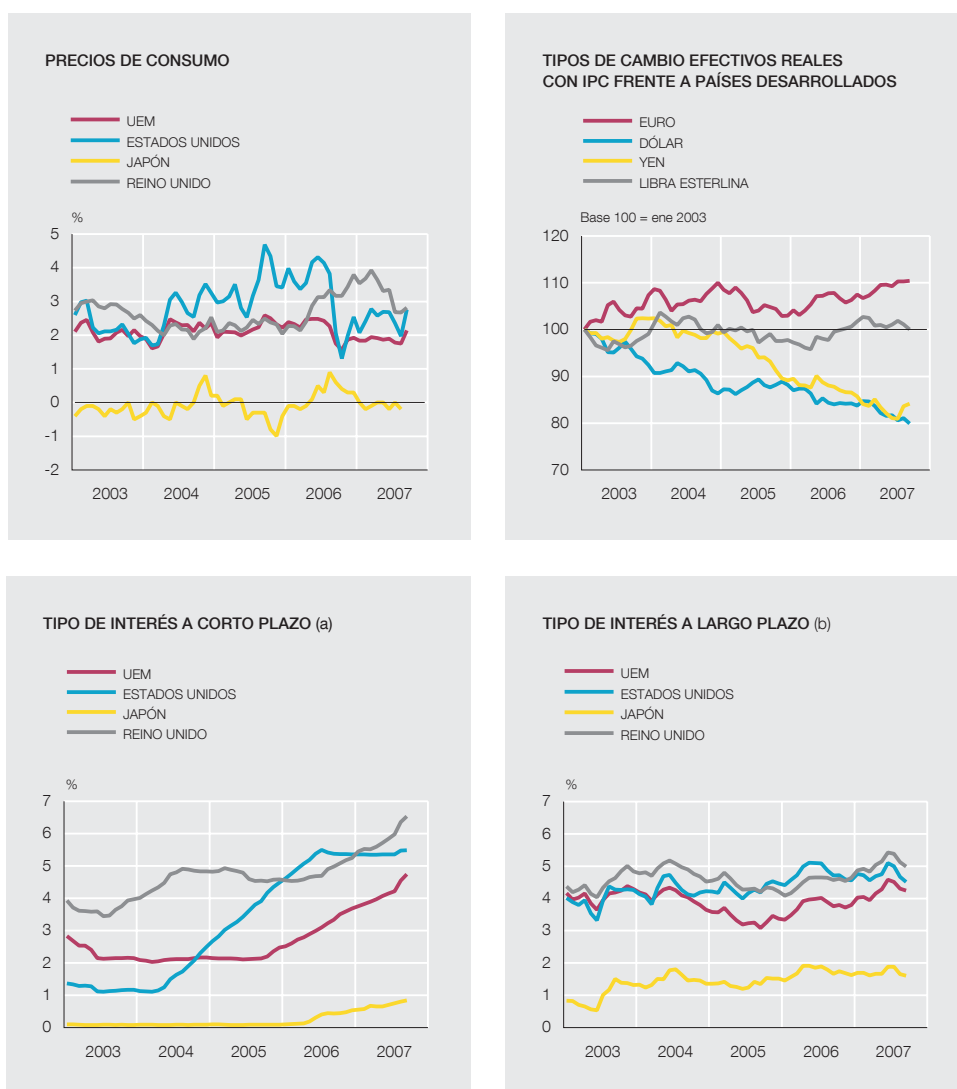 PRECIOS DE CONSUMO
UEM
ESTADOS UNIDOS
JAPÓN
REINO UNIDO
%
5
4
3
2
1
0
-1
-2
2003 2004 2005 2006 2007
TIPOS DE CAMBIO EFECTIVOS REALES
CON IPC FRENTE A PAÍSES DESARROLLADOS
EURO
DÓLAR
YEN
LIBRA ESTERLINA
Base 100 = ene 2003
120
110
100
90
80
70
2003 2004 2005 2006 2007
TIPO DE INTERÉS A CORTO PLAZO (a)
UEM
ESTADOS UNIDOS
JAPÓN
REINO UNIDO
%
7
6
5
4
3
2
1
0
2003 2004 2005 2006 2007
TIPO DE INTERÉS A LARGO PLAZO (b)
UEM
ESTADOS UNIDOS
JAPÓN
REINO UNIDO
%
7
6
5
4
3
2
1
0
2003 2004 2005 2006 2007